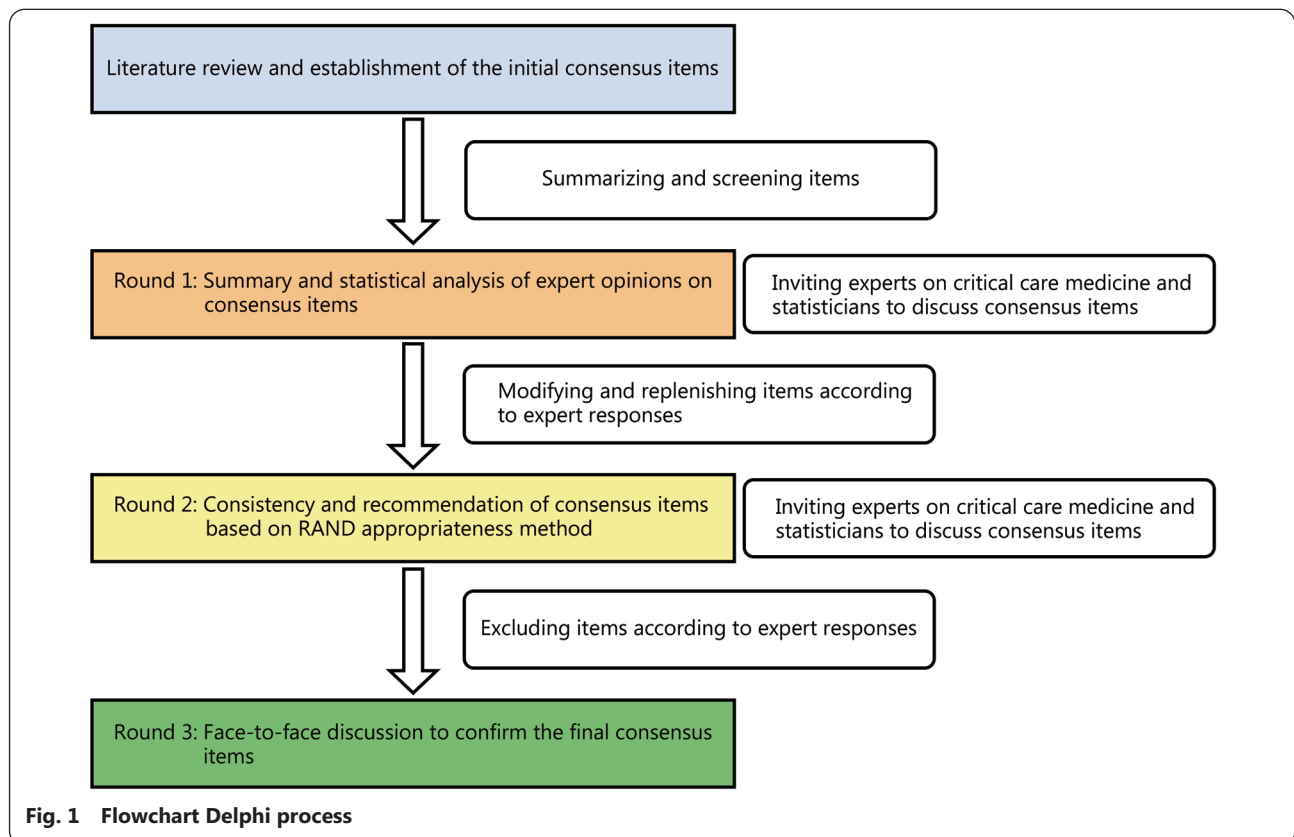 Literature review and establishment of the initial consensus items
Summarizing and screening items
Round 1: Summary and statistical analysis of expert opinions on
consensus items
Inviting experts on critical care medicine and
statisticians to discuss consensus items
Modifying and replenishing items according
to expert responses
Round 2: Consistency and recommendation of consensus items
based on RAND appropriateness method
Inviting experts on critical care medicine and
statisticians to discuss consensus items
Excluding items according to expert responses
Round 3: Face-to-face discussion to confirm the final consensus
items
Fig. 1 Flowchart Delphi process